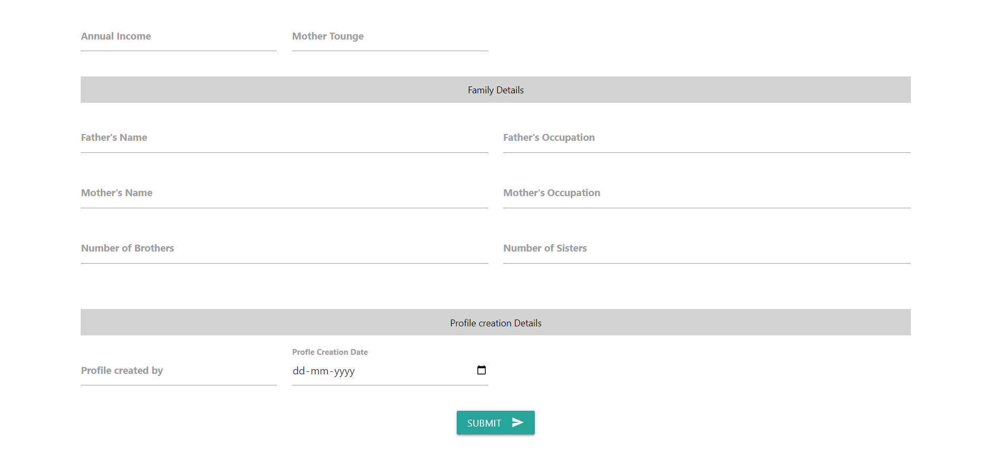 Annual Income Mother Tounge
Family Details
Father's Name Father's Occupation
Mother's Name Mother's Occupation
Number of Brothers Number of Sisters
Profile creation Details
Profle Creation Date
Profile created by dd-mm-yyyy
SUBMIT